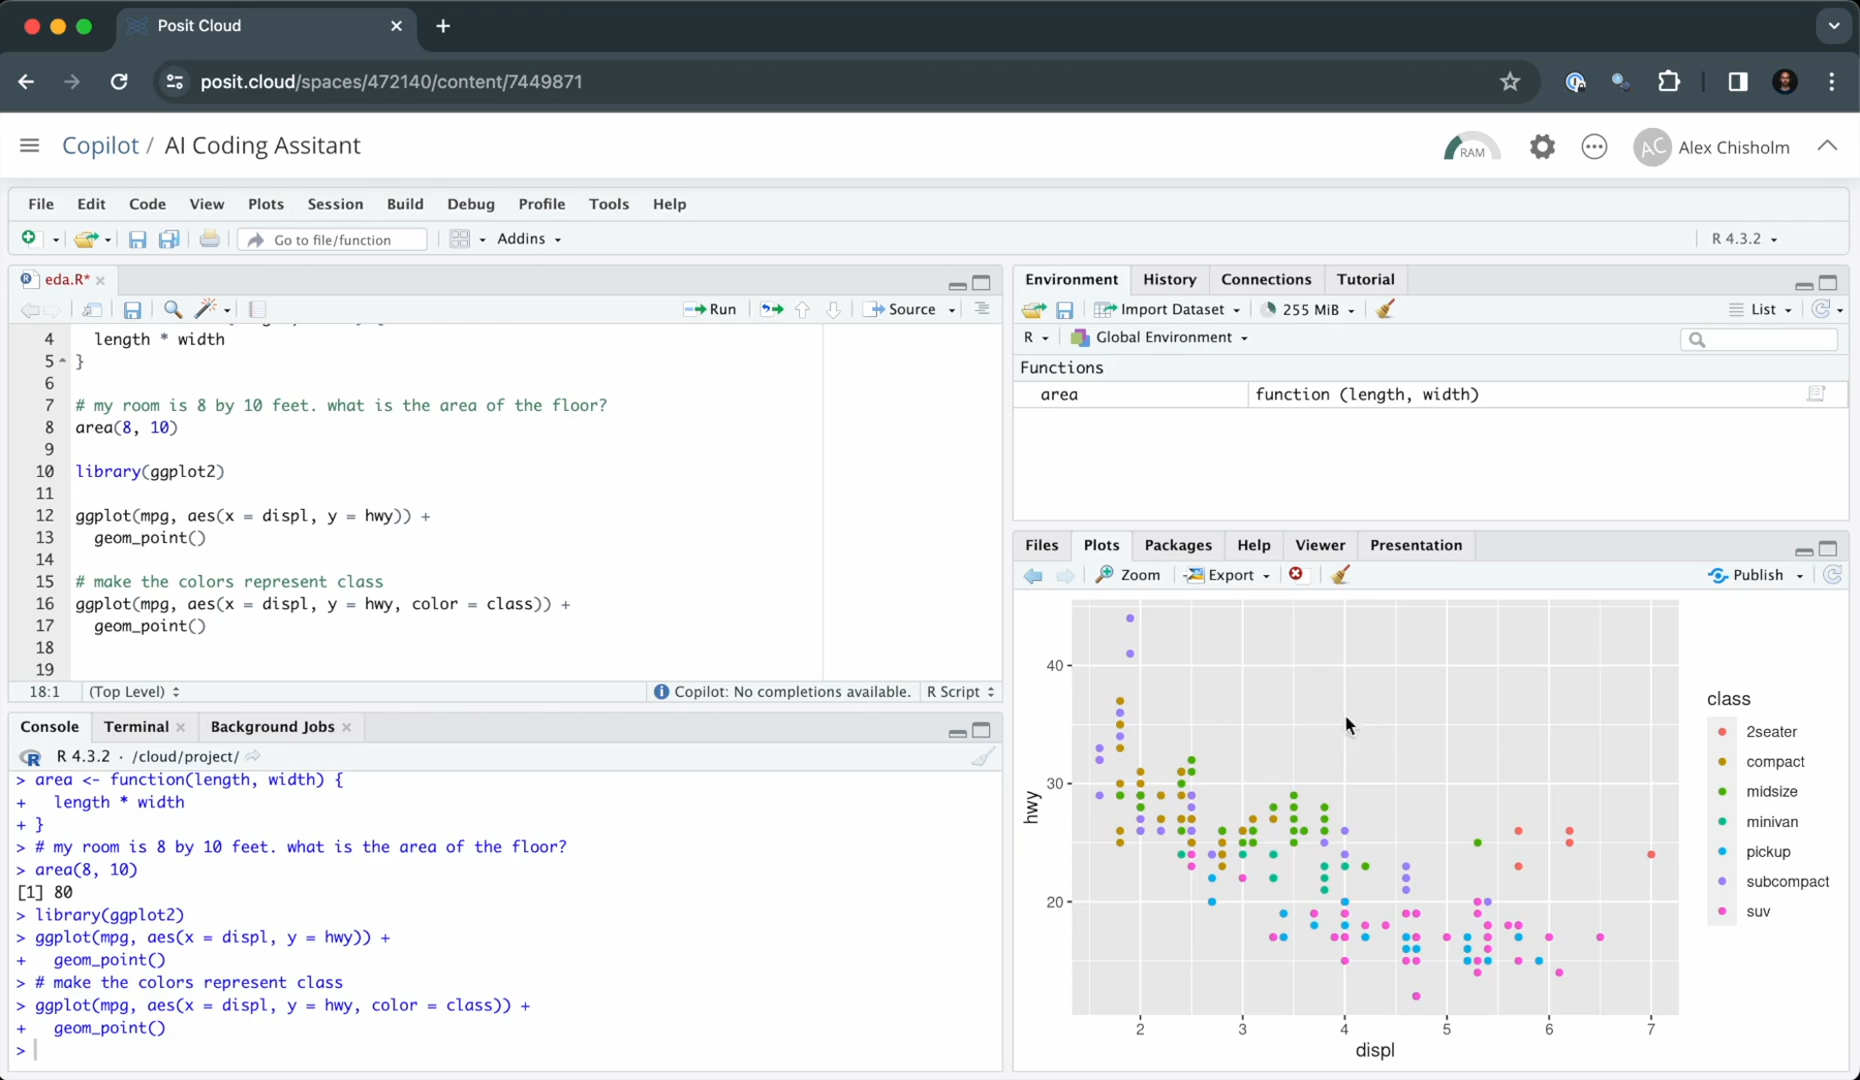 Posit Cloud
posit.cloud/spaces/472140/content/7449871
Copilot / AI Coding Assitant
RAM
AC
Alex Chisholm
File Edit Code View Plots Session Build Debug Profile Tools Help
Go to file/function
Addins
R 4.3.2
eda.R*
Run
Source
4 length * width
5 }
6
7 # my room is 8 by 10 feet. what is the area of the floor?
8 area(8, 10)
9
10 library(ggplot2)
11
12 ggplot(mpg, aes(x = displ, y = hwy)) +
13 geom_point()
14
15 # make the colors represent class
16 ggplot(mpg, aes(x = displ, y = hwy, color = class)) +
17 geom_point()
18
19
18:1 (Top Level) Copilot: No completions available. R Script
Console Terminal Background Jobs
R 4.3.2 · /cloud/project/
> area <- function(length, width) {
+ length * width
+ }
> # my room is 8 by 10 feet. what is the area of the floor?
> area(8, 10)
[1] 80
> library(ggplot2)
> ggplot(mpg, aes(x = displ, y = hwy)) +
+ geom_point()
> # make the colors represent class
> ggplot(mpg, aes(x = displ, y = hwy, color = class)) +
+ geom_point()
>
Environment History Connections Tutorial
Import Dataset 255 MiB List
R Global Environment
Functions
area function (length, width)
Files Plots Packages Help Viewer Presentation
Zoom Export Publish
40
30
20
hwy
2 3 4 5 6 7
displ
class
2seater
compact
midsize
minivan
pickup
subcompact
suv